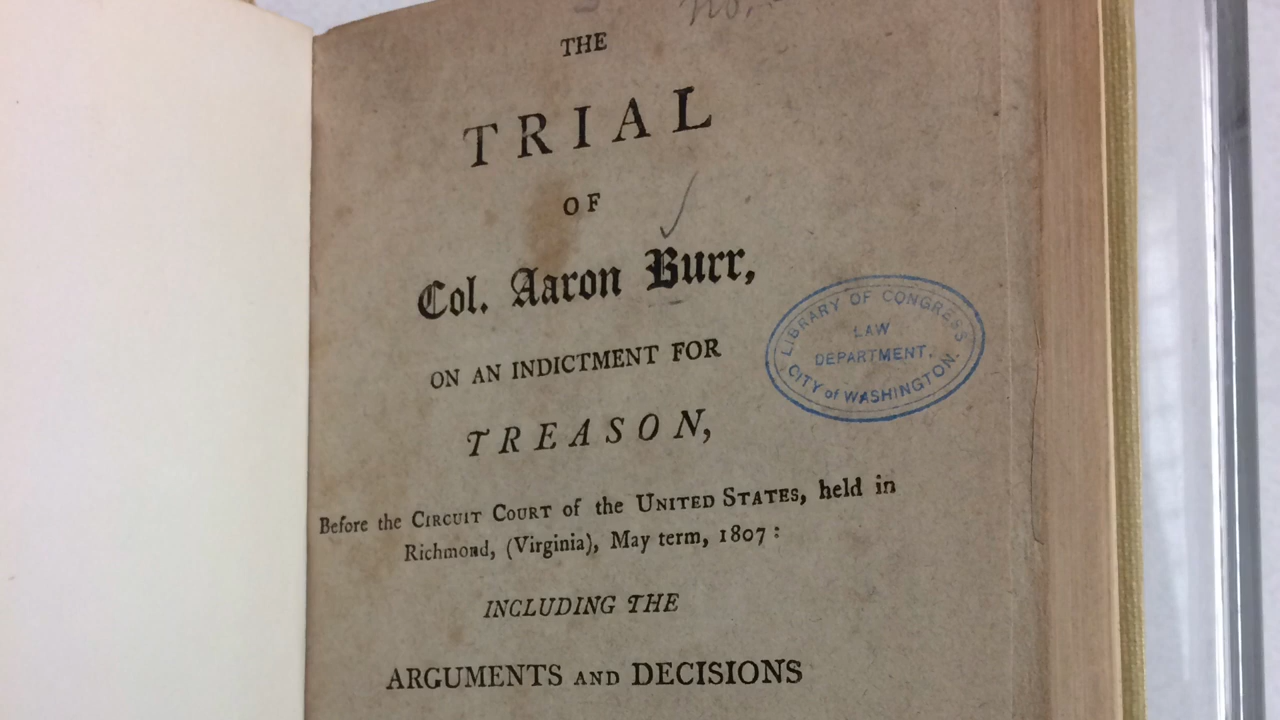 no.
THE
TRIAL
OF
Col. Aaron Burr,
ON AN INDICTMENT FOR
TREASON,
Before the CIRCUIT COURT of the UNITED STATES, held in
Richmond, (Virginia), May term, 1807:
INCLUDING THE
ARGUMENTS AND DECISIONS
LIBRARY OF CONGRESS
LAW
DEPARTMENT.
CITY of WASHINGTON.